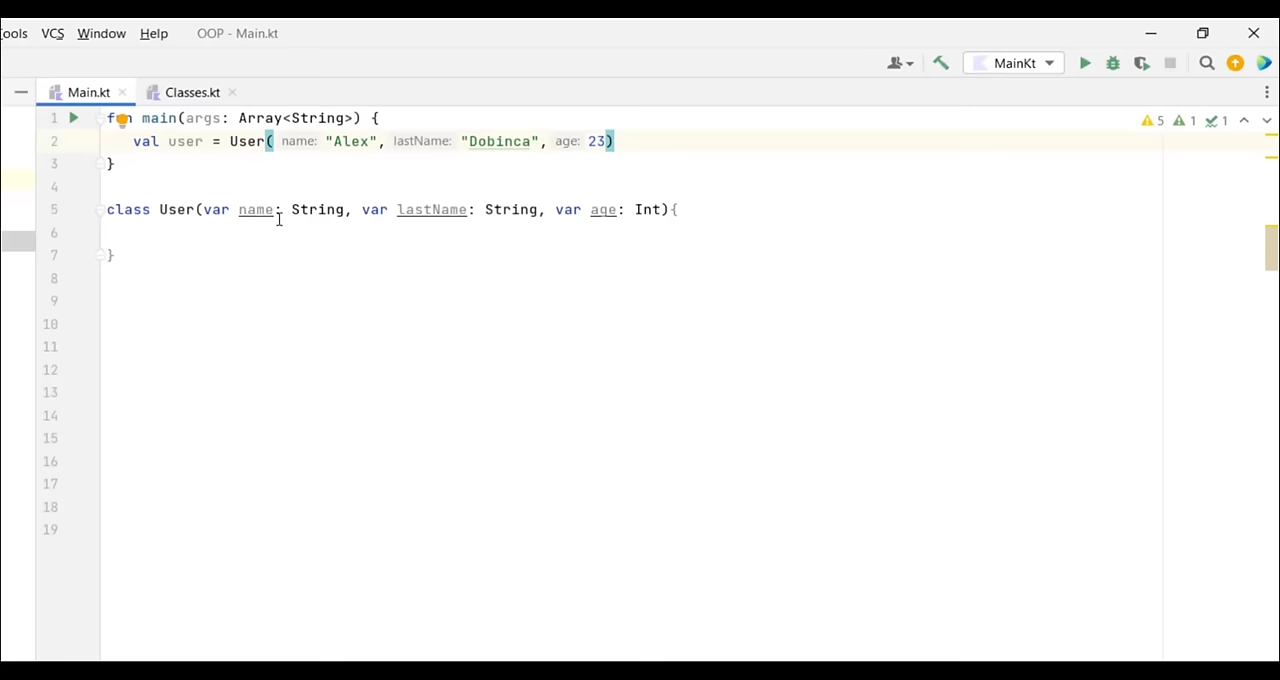 ools VCS Window Help OOP - Main.kt
MainKt
Main.kt Classes.kt
5 1 1
1 fun main(args: Array<String>) {
2 val user = User( name: "Alex", lastName: "Dobinca", age: 23)
3 }
4
5 class User(var name: String, var lastName: String, var age: Int){
6
7 }
8
9
10
11
12
13
14
15
16
17
18
19